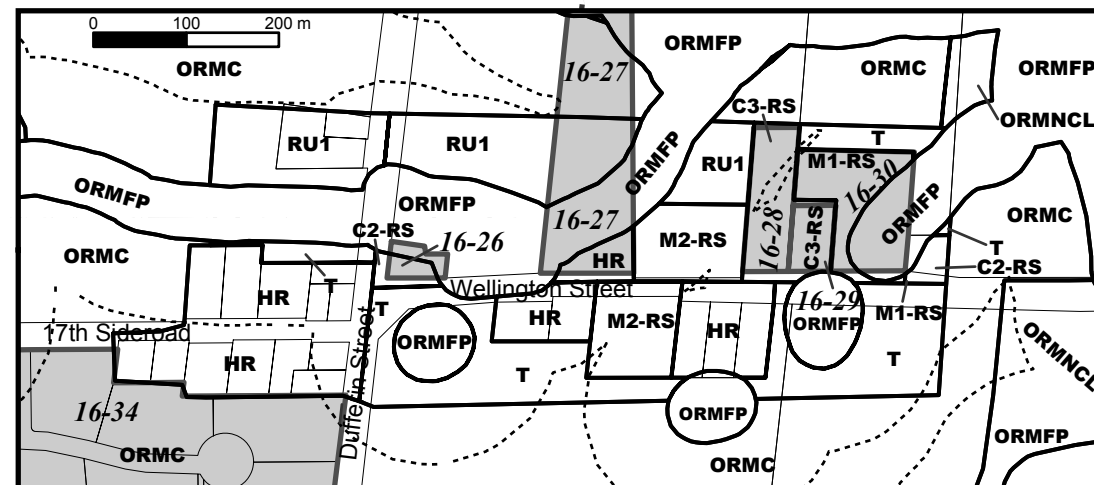 0 100 200 m
ORMC
16-27
ORMFP
ORMC
ORMFP
C3-RS
ORMNCL
RU1
RU1
ORMFP
RU1
T
M1-RS
16-30
ORMFP
ORMFP
ORMFP
16-27
16-28
C3-RS
ORMC
ORMC
C2-RS
16-26
M2-RS
T
C2-RS
HR
T
HR
Wellington Street
16-29
M1-RS
T
HR
M2-RS
HR
ORMFP
17th Sideroad
Dufferin Street
ORMFP
T
T
ORMNCL
HR
16-34
ORMFP
ORMC
ORMC
ORMFP